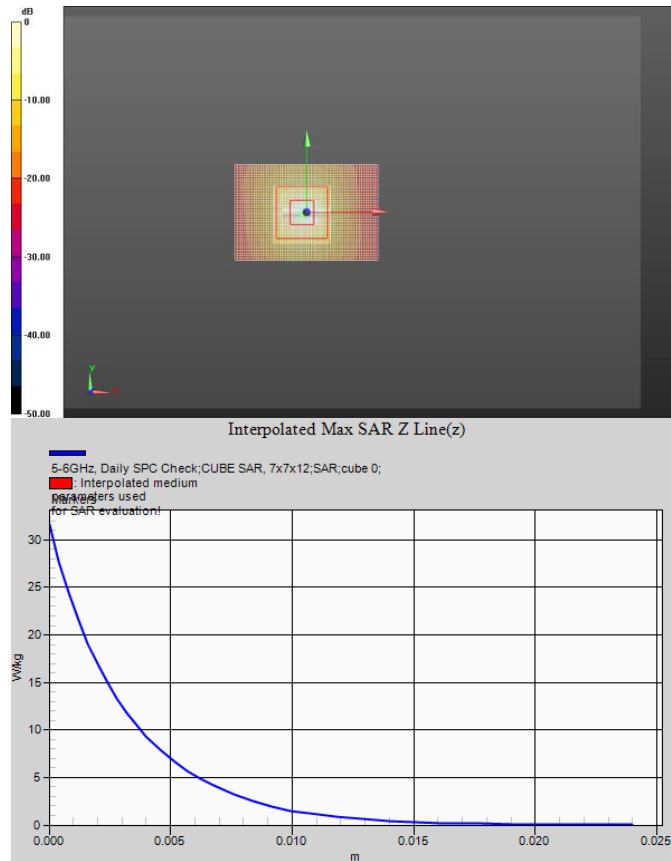 dB
0
-10.00
-20.00
-30.00
-40.00
-50.00
y
Interpolated Max SAR Z Line(z)
5-6GHz, Daily SPC Check;CUBE SAR, 7x7x12;SAR;cube 0;
: Interpolated medium
parameters used
Markers
for SAR evaluation!
30
25
20
15
10
5
0
W/kg
0.000 0.005 0.010 0.015 0.020 0.025
m